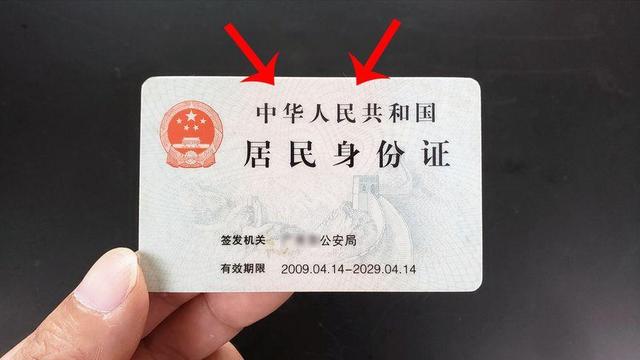 中华人民共和国
居民身份证
签发机关 公安局
有效期限 2009.04.14-2029.04.14